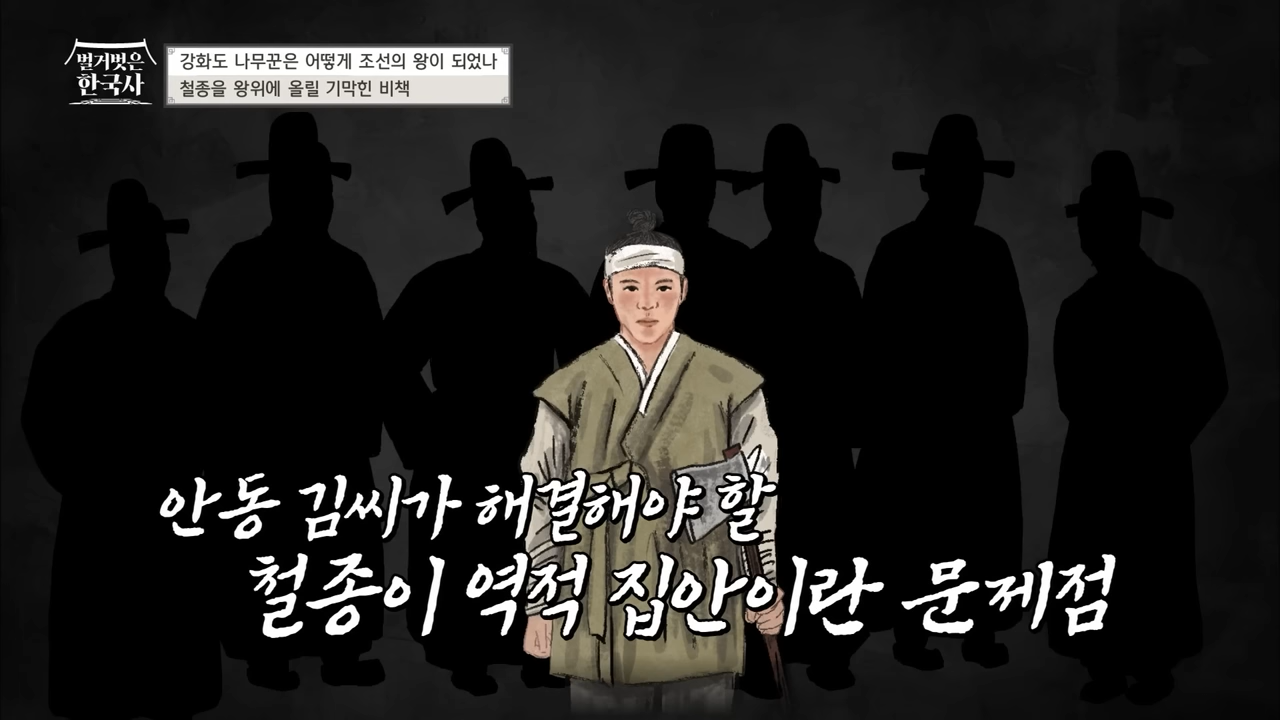 벌거벗은
한국사
강화도 나무꾼은 어떻게 조선의 왕이 되었나
철종을 왕위에 올릴 기막힌 비책
안동 김씨가 해결해야 할
철종이 역적 집안이란 문제점